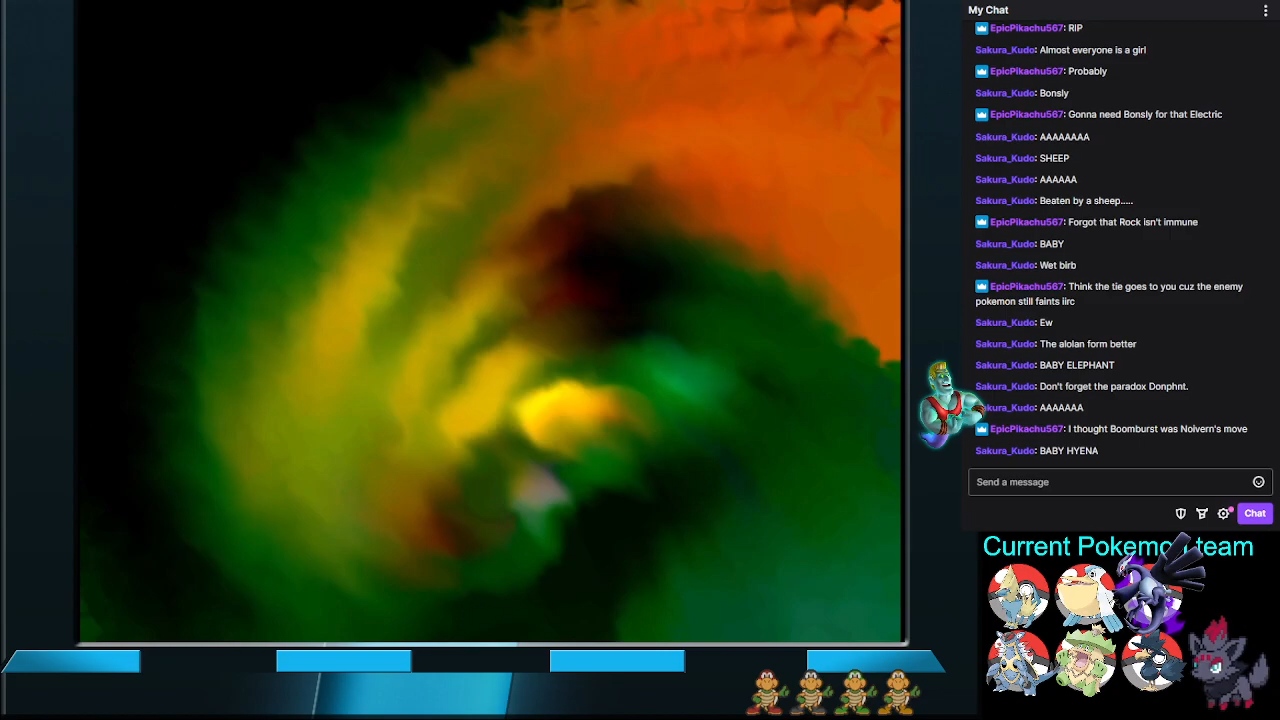 My Chat
EpicPikachu567: RIP
Sakura_Kudo: Almost everyone is a girl
EpicPikachu567: Probably
Sakura_Kudo: Bonsly
EpicPikachu567: Gonna need Bonsly for that Electric
Sakura_Kudo: AAAAAAAA
Sakura_Kudo: SHEEP
Sakura_Kudo: AAAAAA
Sakura_Kudo: Beaten by a sheep.....
EpicPikachu567: Forgot that Rock isn't immune
Sakura_Kudo: BABY
Sakura_Kudo: Wet birb
EpicPikachu567: Think the tie goes to you cuz the enemy
pokemon still faints iirc
Sakura_Kudo: Ew
Sakura_Kudo: The alolan form better
Sakura_Kudo: BABY ELEPHANT
Sakura_Kudo: Don't forget the paradox Donphnt.
kura_Kudo: AAAAAAA
EpicPikachu567: I thought Boomburst was Noivern's move
Sakura_Kudo: BABY HYENA
Send a message
Chat
Current Pokemon team